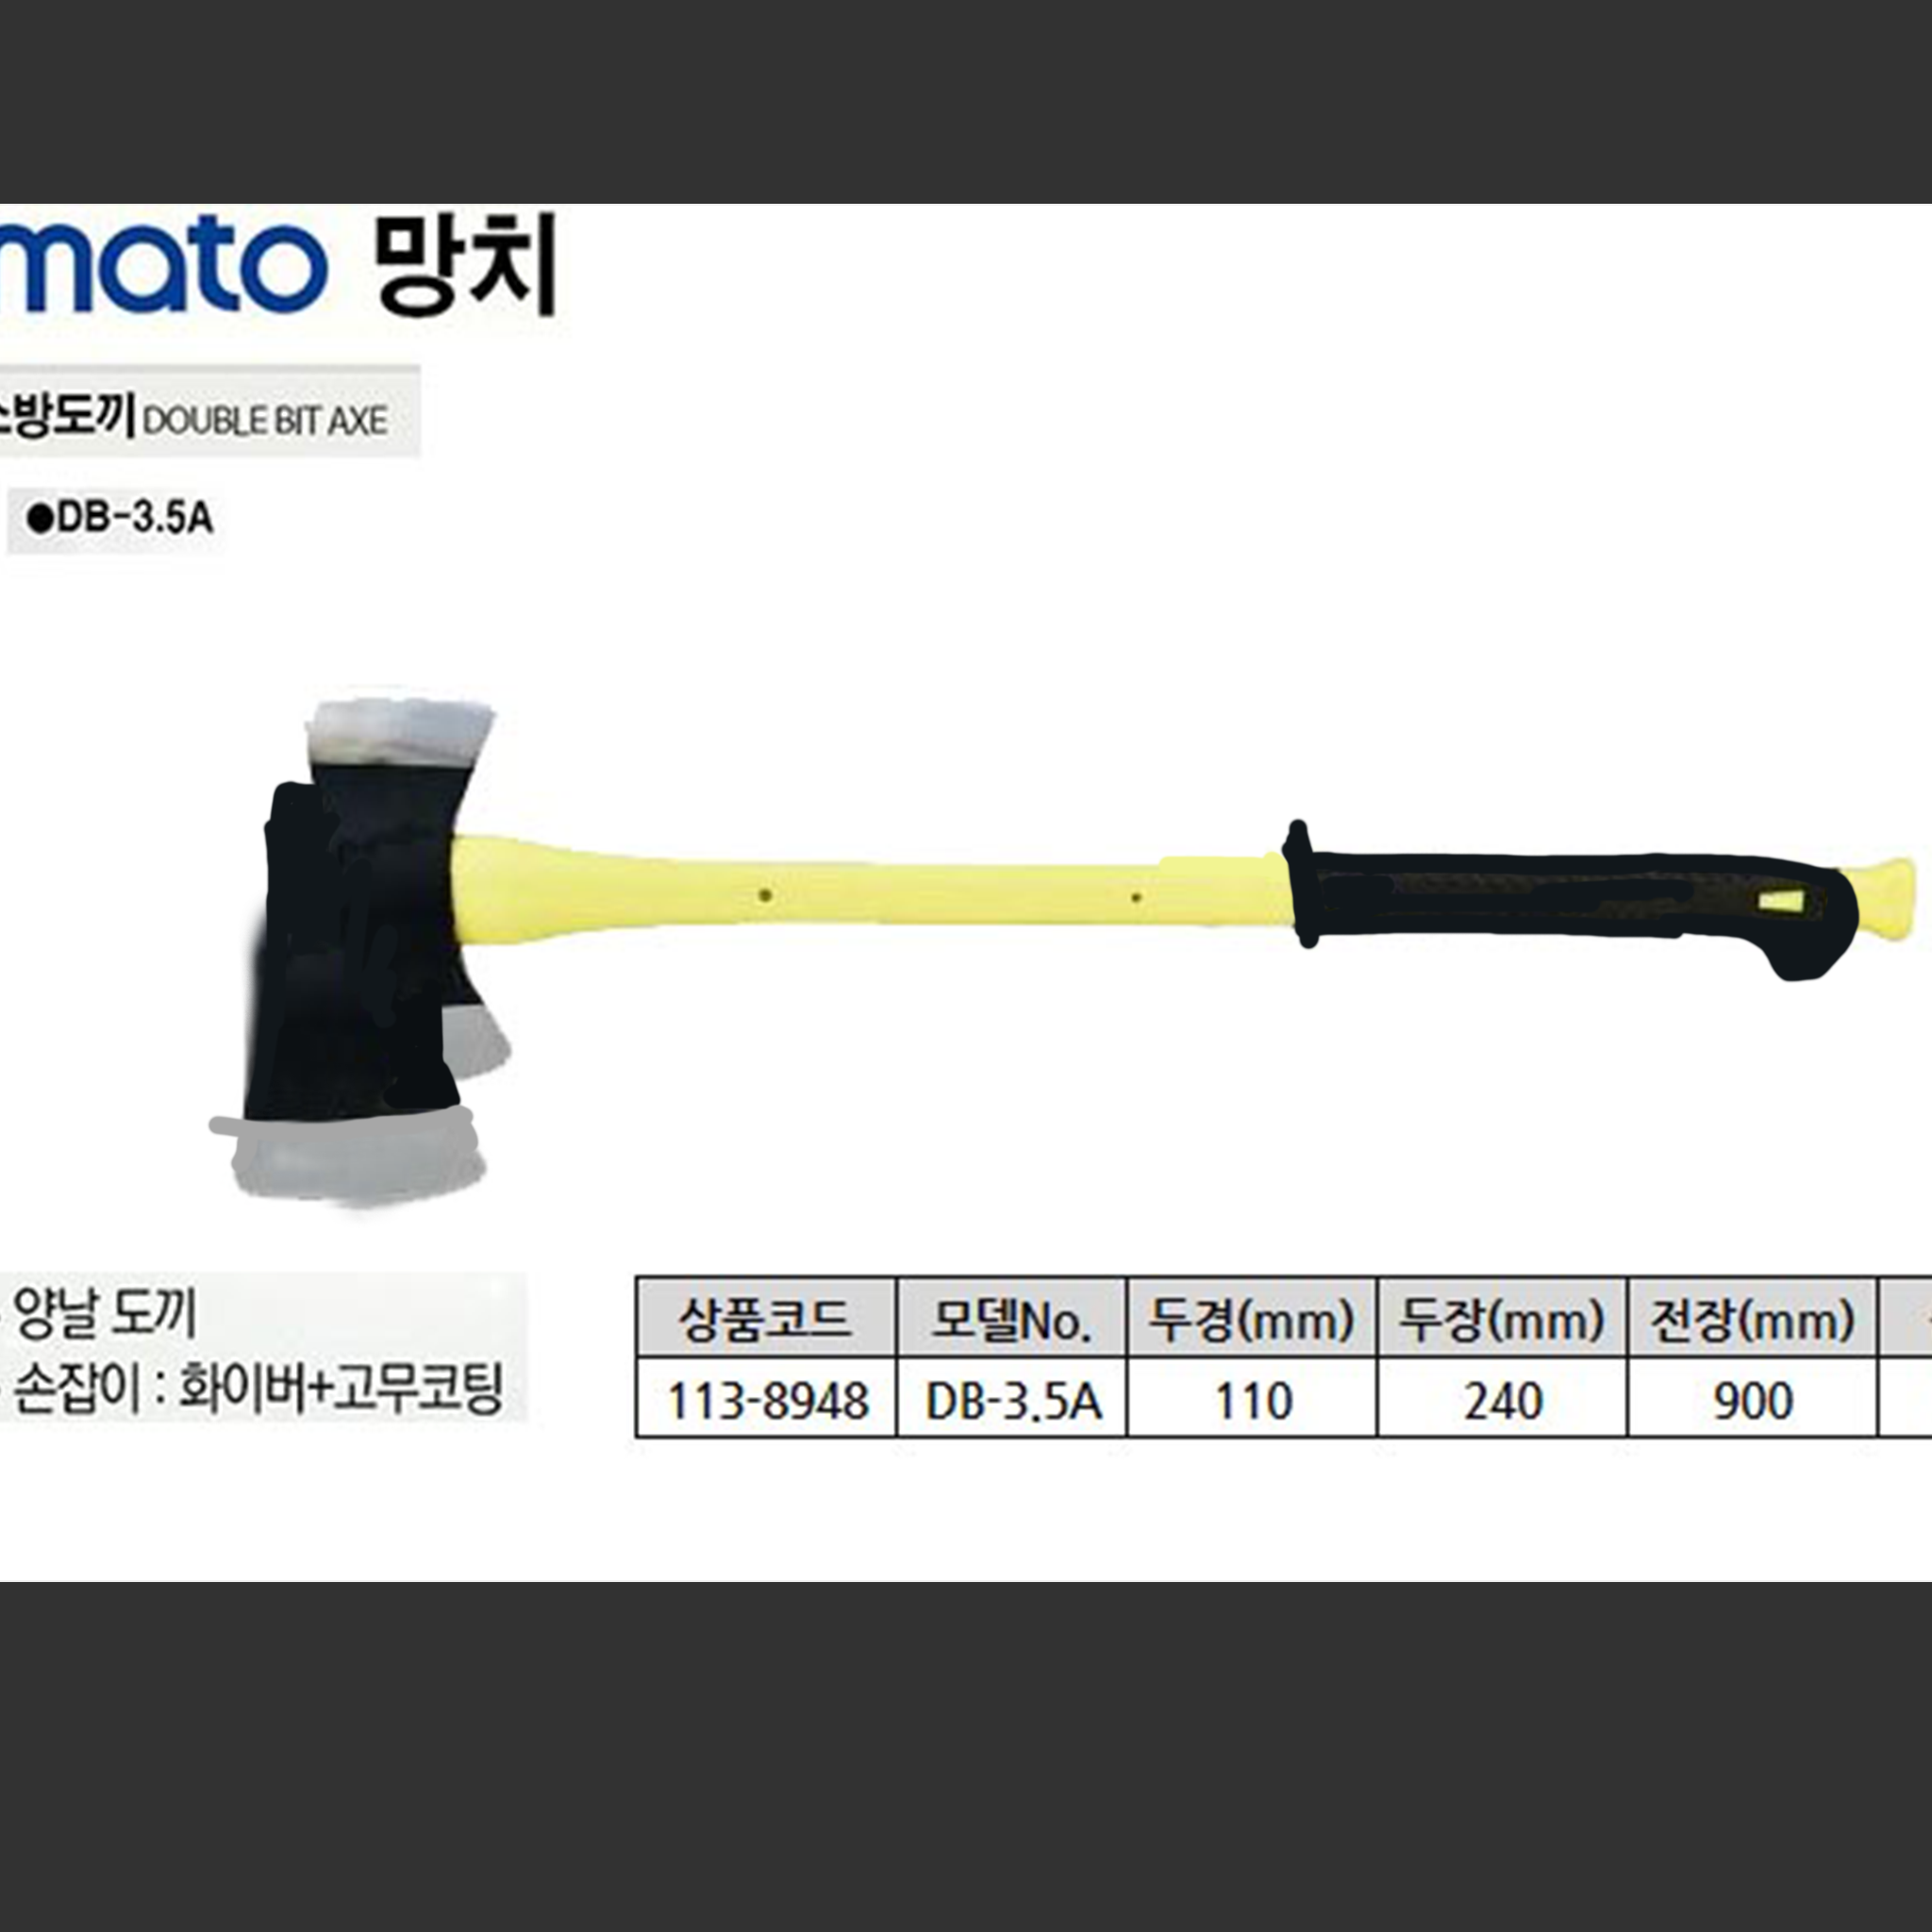 mato 망치
방도끼 DOUBLE BIT AXE
●DB-3.5A
양날 도끼
손잡이 : 화이버+고무코팅
상품코드 모델No. 두경(mm) 두장(mm) 전장(mm)
113-8948 DB-3.5A 110 240 900